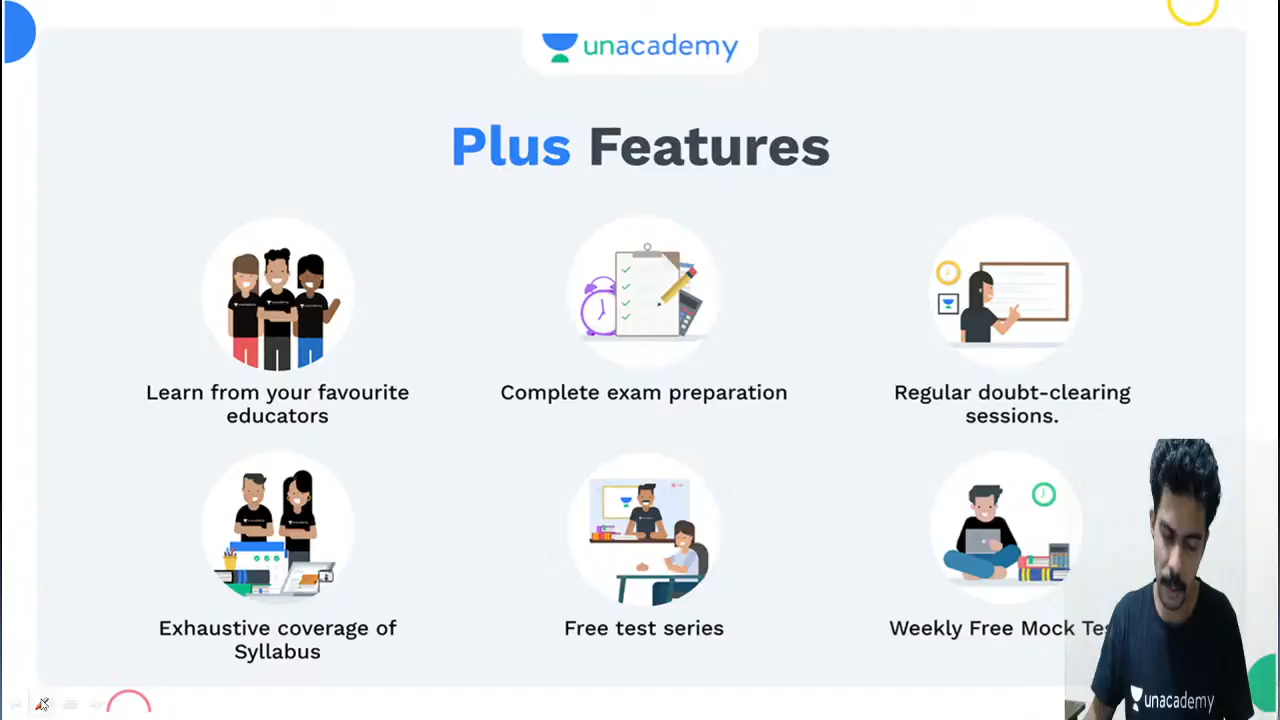 unacademy
Plus Features
Learn from your favourite
educators
Complete exam preparation
Regular doubt-clearing
sessions.
Exhaustive coverage of
Syllabus
Free test series
Weekly Free Mock Tes
unacademy